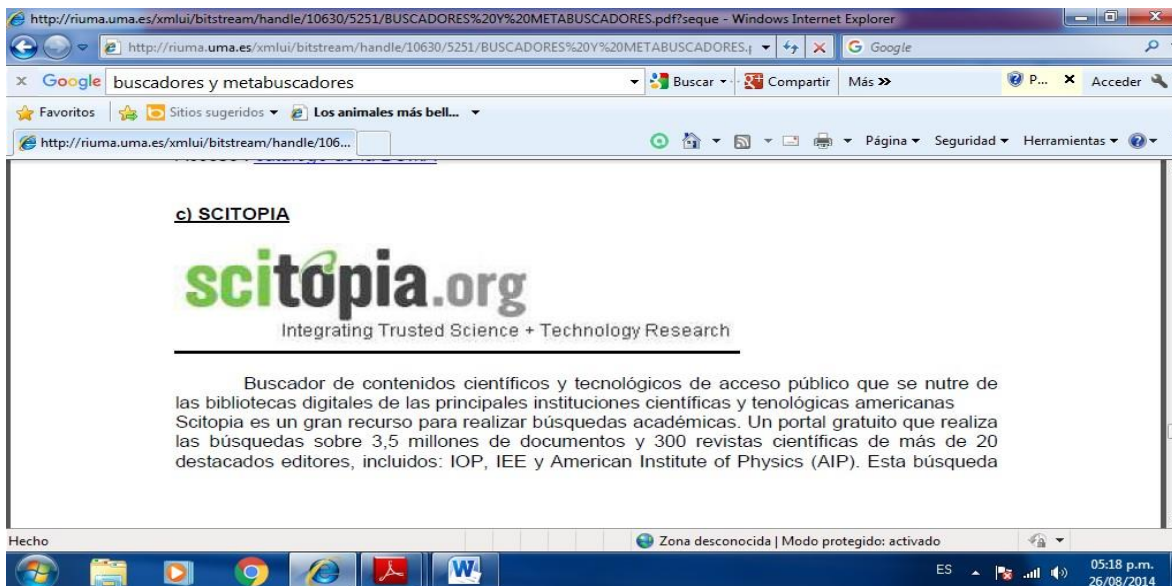 http://riuma.uma.es/xmlui/bitstream/handle/10630/5251/BUSCADORES%20Y%20METABUSCADORES.pdf?seque - Windows Internet Explorer
http://riuma.uma.es/xmlui/bitstream/handle/10630/5251/BUSCADORES%20Y%20METABUSCADORES.p
Google
Google buscadores y metabuscadores Buscar Compartir Más >> P... Acceder
Favoritos Sitios sugeridos Los animales más bell...
http://riuma.uma.es/xmlui/bitstream/handle/106... Página Seguridad Herramientas
c) SCITOPIA
scitopia.org
Integrating Trusted Science + Technology Research
Buscador de contenidos científicos y tecnológicos de acceso público que se nutre de
las bibliotecas digitales de las principales instituciones científicas y tenológicas americanas
Scitopia es un gran recurso para realizar búsquedas académicas. Un portal gratuito que realiza
las búsquedas sobre 3,5 millones de documentos y 300 revistas científicas de más de 20
destacados editores, incluidos: IOP, IEE y American Institute of Physics (AIP). Esta búsqueda
Hecho Zona desconocida | Modo protegido: activado
ES 05:18 p.m.
26/08/2014